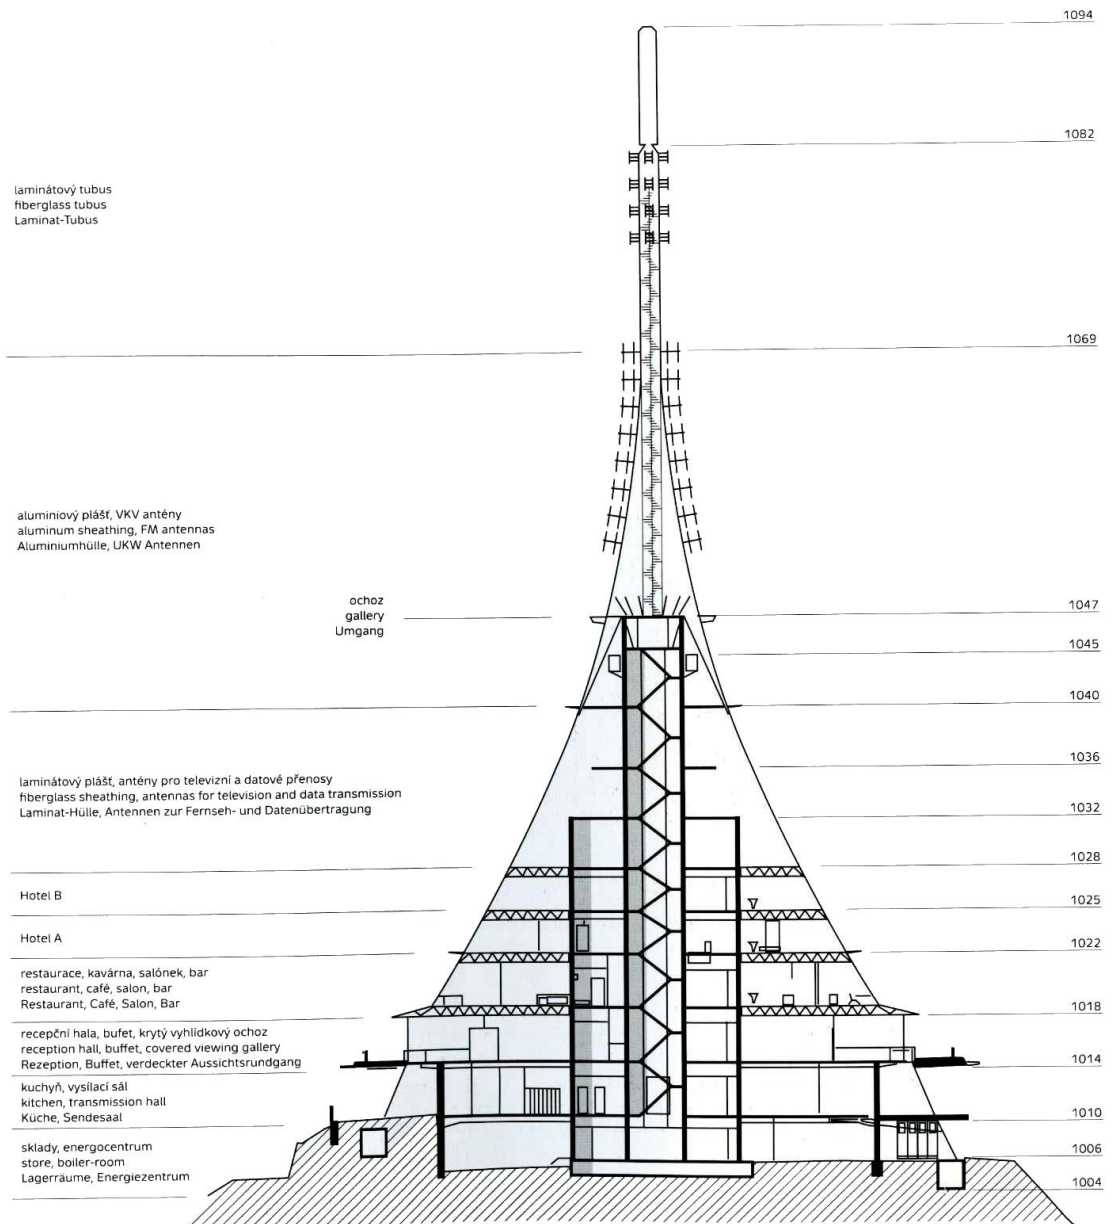 1094
1082
laminátový tubus
fiberglass tubus
Laminat-Tubus
1069
aluminiový plášť, VKV antény
aluminum sheathing, FM antennas
Aluminiumhülle, UKW Antennen
ochoz
gallery
Umgang
1047
1045
1040
1036
laminátový plášť, antény pro televizní a datové přenosy
fiberglass sheathing, antennas for television and data transmission
Laminat-Hülle, Antennen zur Fernseh- und Datenübertragung
1032
1028
Hotel B
1025
Hotel A
1022
restaurace, kavárna, salónek, bar
restaurant, café, salon, bar
Restaurant, Café, Salon, Bar
1018
recepční hala, bufet, krytý vyhlídkový ochoz
reception hall, buffet, covered viewing gallery
Rezeption, Buffet, verdeckter Aussichtsrundgang
1014
kuchyň, vysílací sál
kitchen, transmission hall
Küche, Sendesaal
1010
sklady, energocentrum
store, boiler-room
Lagerräume, Energiezentrum
1006
1004